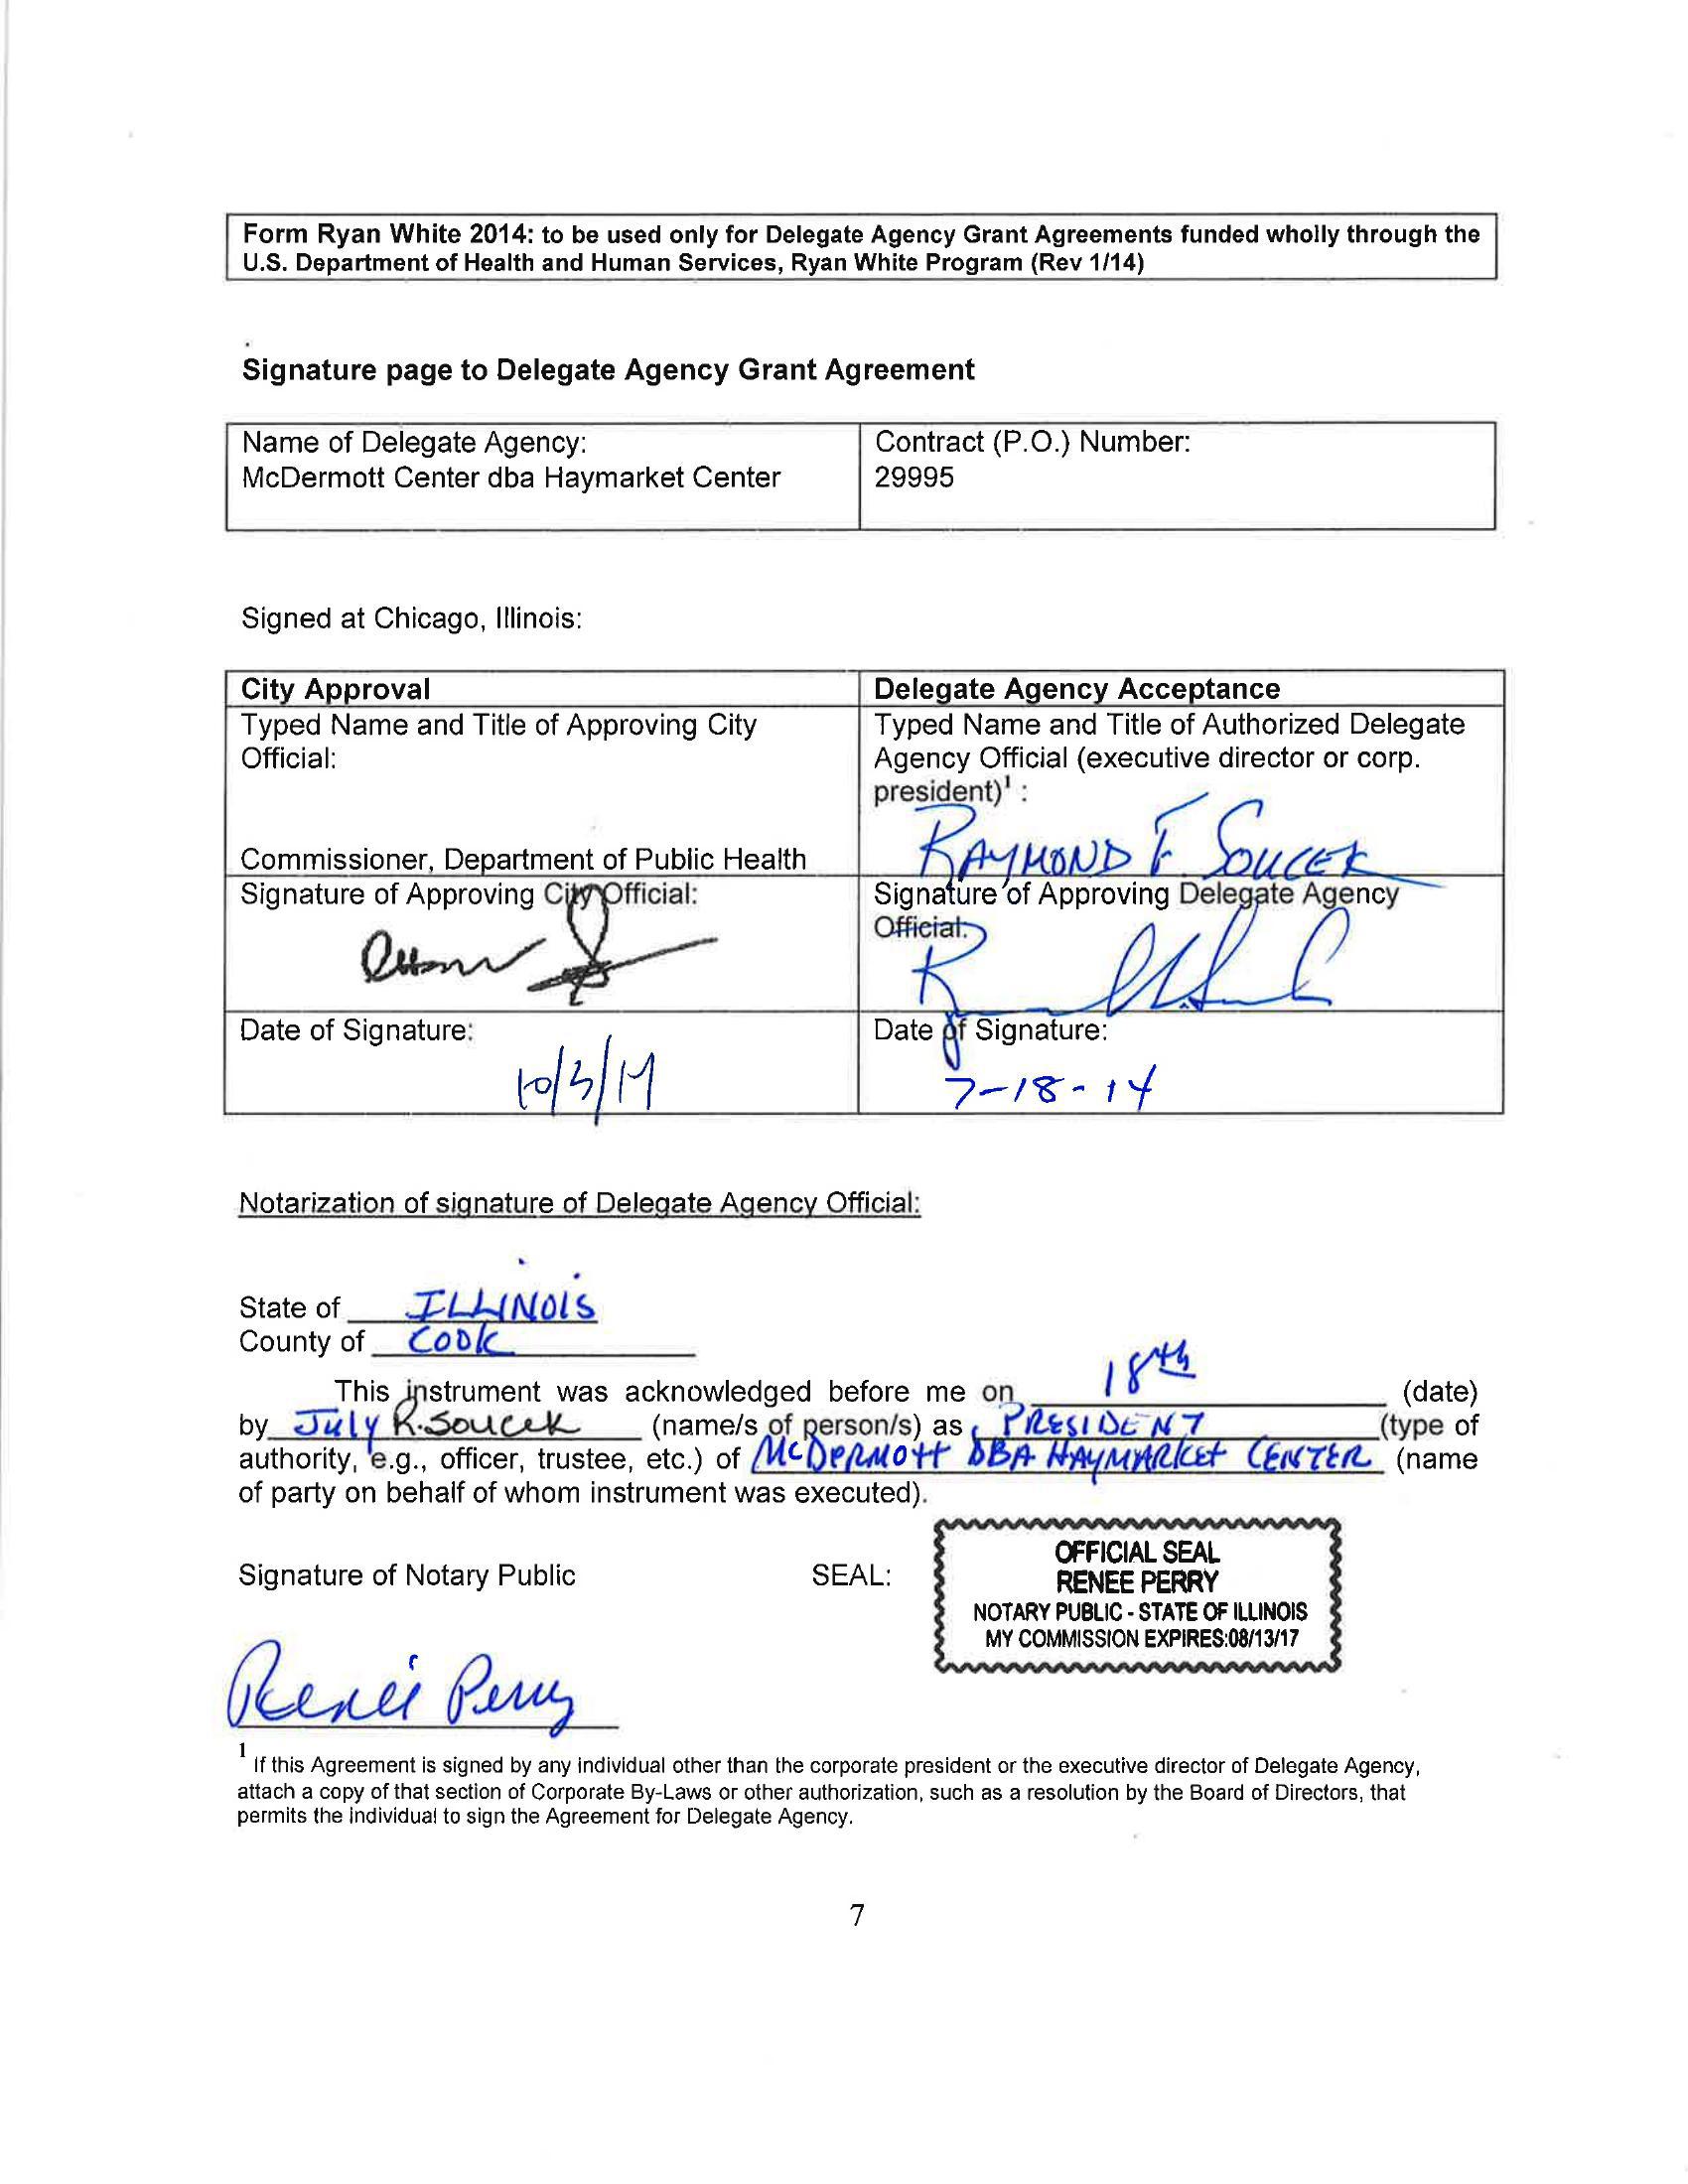 Form Ryan White 2014: to be used only for Delegate Agency Grant Agreements funded wholly through the
U.S. Department of Health and Human Services, Ryan White Program (Rev 1/14)
Signature page to Delegate Agency Grant Agreement
Name of Delegate Agency:
McDermott Center dba Haymarket Center
Contract (P.O.) Number:
29995
Signed at Chicago, Illinois:
City Approval
Typed Name and Title of Approving City
Official:
Commissioner, Department of Public Health
Signature of Approving City Official:
Date of Signature:
10/3/14
Delegate Agency Acceptance
Typed Name and Title of Authorized Delegate
Agency Official (executive director or corp.
president)¹ :
RAYMOND F. SOUCEK
Signature of Approving Delegate Agency
Official:
Date of Signature:
7-18-14
Notarization of signature of Delegate Agency Official:
State of ILLINOIS
County of COOK
This instrument was acknowledged before me on 18th (date)
by July R. Soucek (name/s of person/s) as PRESIDENT (type of
authority, e.g., officer, trustee, etc.) of McDERMOTT DBA HAYMARKET CENTER (name
of party on behalf of whom instrument was executed).
Signature of Notary Public SEAL:
OFFICIAL SEAL
RENEE PERRY
NOTARY PUBLIC - STATE OF ILLINOIS
MY COMMISSION EXPIRES:08/13/17
Renee Perry
¹ If this Agreement is signed by any individual other than the corporate president or the executive director of Delegate Agency,
attach a copy of that section of Corporate By-Laws or other authorization, such as a resolution by the Board of Directors, that
permits the individual to sign the Agreement for Delegate Agency.
7